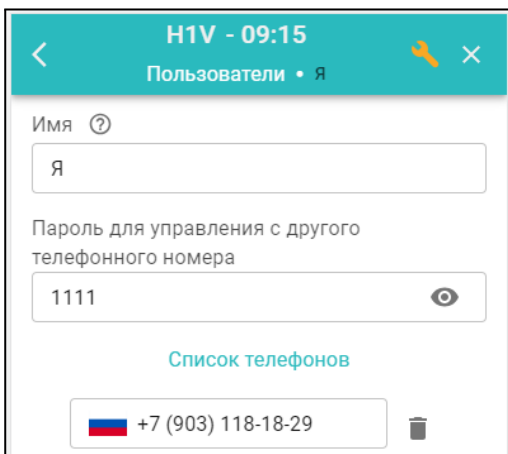 H1V - 09:15
Пользователи • Я
Имя ?
Я
Пароль для управления с другого
телефонного номера
1111
Список телефонов
+7 (903) 118-18-29